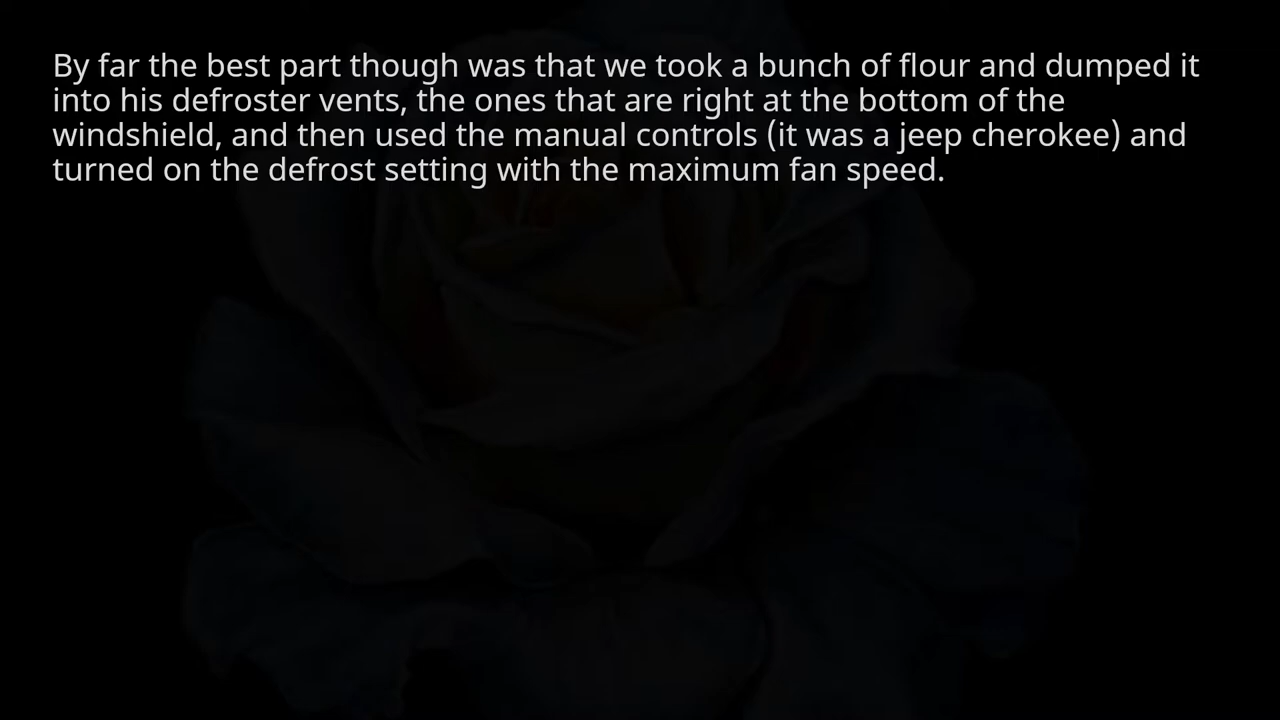 By far the best part though was that we took a bunch of flour and dumped it
into his defroster vents, the ones that are right at the bottom of the
windshield, and then used the manual controls (it was a jeep cherokee) and
turned on the defrost setting with the maximum fan speed.